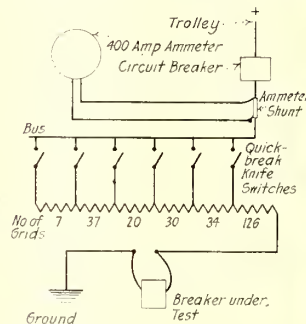 +
Trolley
400 Amp Ammeter
Circuit Breaker
Ammeter
Shunt
Bus
Quick-
break
Knife
Switches
No of
Grids 7 37 20 30 34 126
Breaker under,
Test
Ground